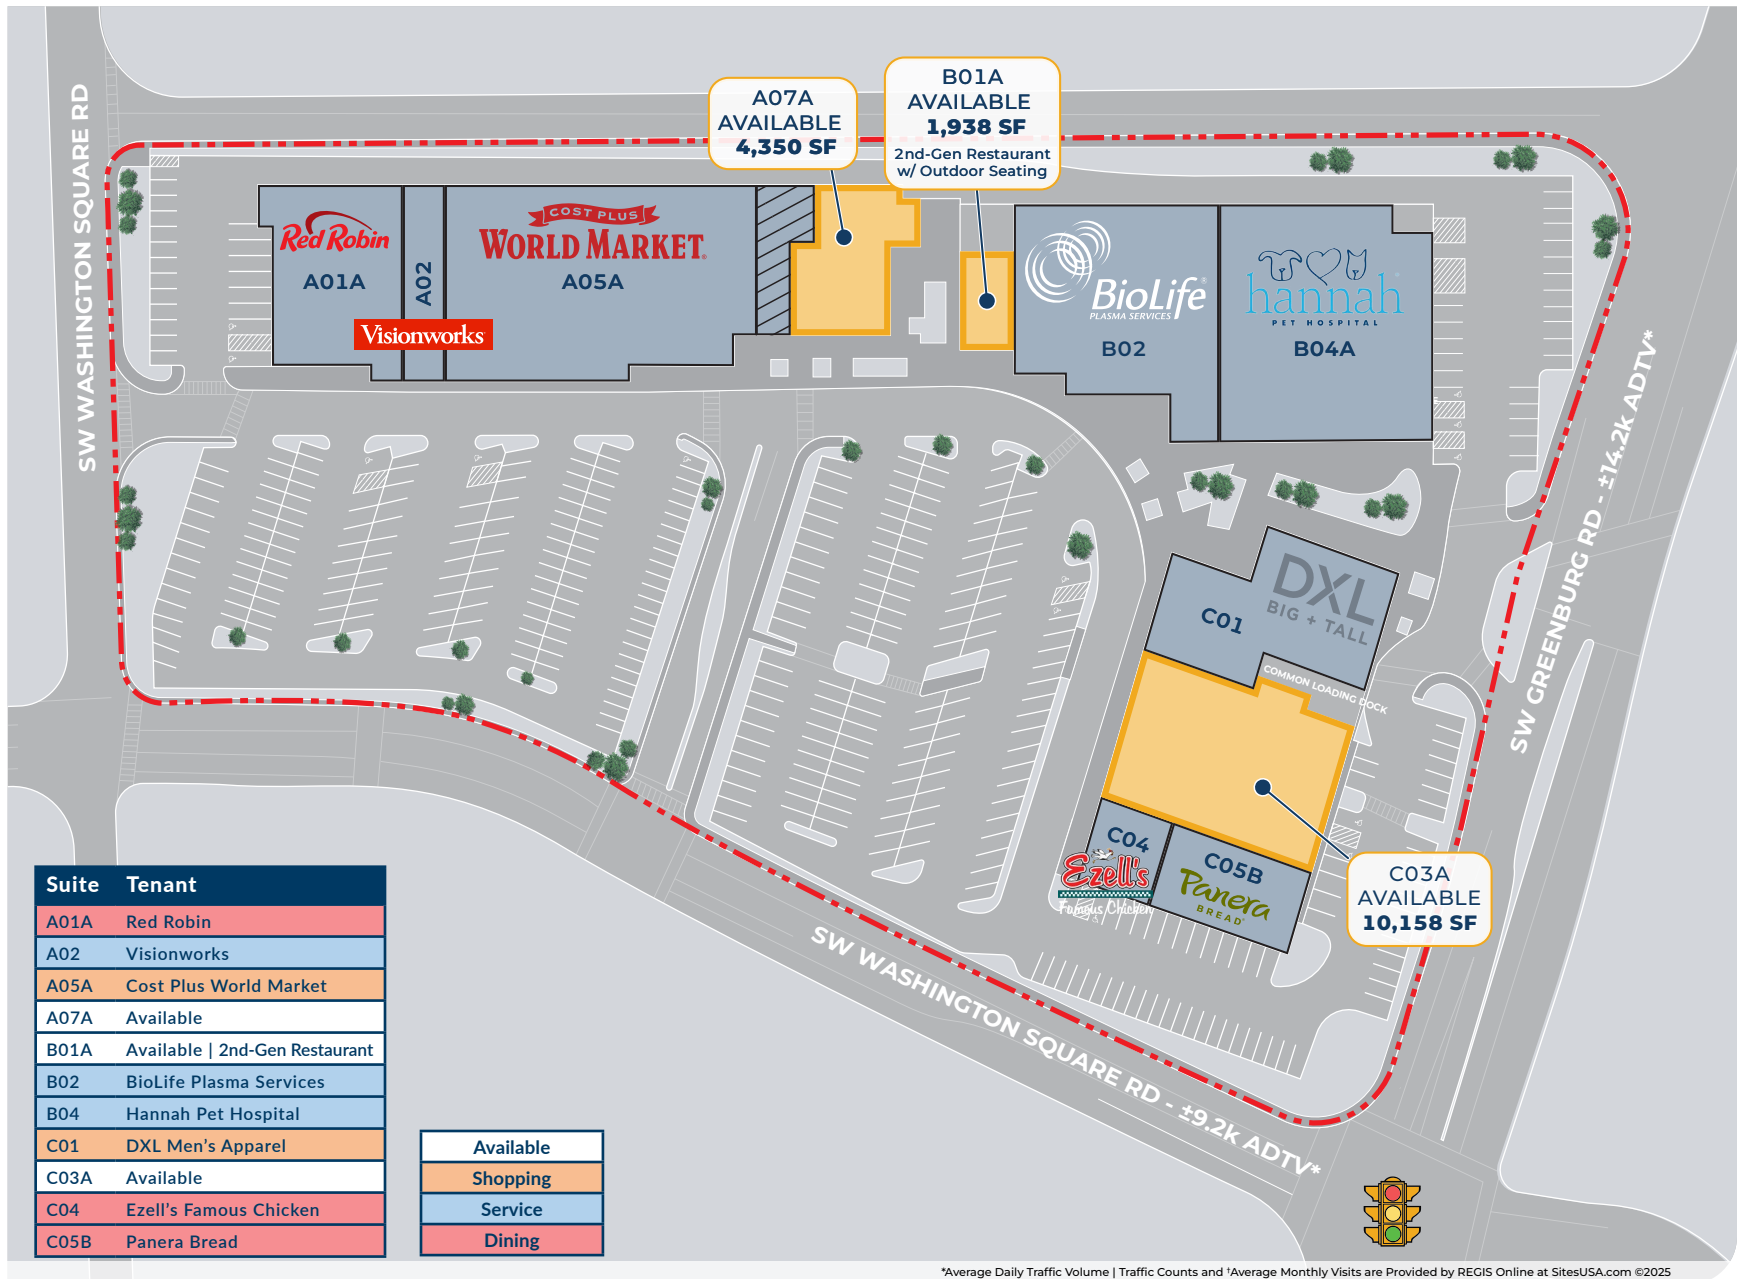 A07A
AVAILABLE
4,350 SF
B01A
AVAILABLE
1,938 SF
2nd-Gen Restaurant
w/ Outdoor Seating
SW WASHINGTON SQUARE RD
Red Robin
A01A
A02
Visionworks
COST PLUS
WORLD MARKET
A05A
BioLife®
PLASMA SERVICES
B02
hannah
PET HOSPITAL
B04A
SW GREENBURG RD - ±14.2k ADTV*
DXL
BIG + TALL
C01
COMMON LOADING DOCK
C03A
AVAILABLE
10,158 SF
C04
Ezell's
Famous Chicken
C05B
Panera
BREAD®
SW WASHINGTON SQUARE RD - ±9.2k ADTV*
Suite Tenant
A01A Red Robin
A02 Visionworks
A05A Cost Plus World Market
A07A Available
B01A Available | 2nd-Gen Restaurant
B02 BioLife Plasma Services
B04 Hannah Pet Hospital
C01 DXL Men’s Apparel
C03A Available
C04 Ezell’s Famous Chicken
C05B Panera Bread
Available
Shopping
Service
Dining
*Average Daily Traffic Volume | Traffic Counts and †Average Monthly Visits are Provided by REGIS Online at SitesUSA.com ©2025